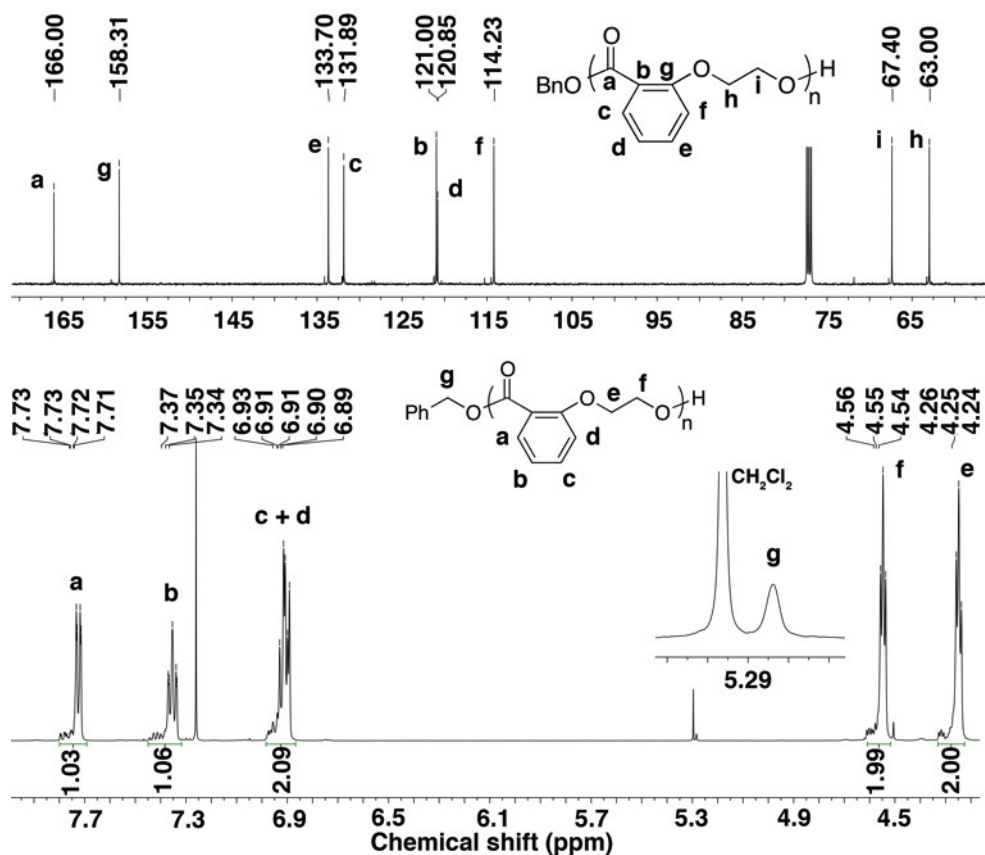 166.00
158.31
133.70
131.89
121.00
120.85
114.23
67.40
63.00
O
BnO
a
b
g
O
h
i
O
H
n
c
f
d
e
a
g
e
c
b
d
f
i
h
165
155
145
135
125
115
105
95
85
75
65
7.73
7.73
7.72
7.71
7.37
7.35
7.34
6.93
6.91
6.91
6.90
6.89
4.56
4.55
4.54
4.26
4.25
4.24
g
O
Ph
O
O
e
f
O
H
n
a
d
b
c
a
b
c + d
CH2Cl2
g
5.29
f
e
1.03
1.06
2.09
1.99
2.00
7.7
7.3
6.9
6.5
6.1
5.7
5.3
4.9
4.5
Chemical shift (ppm)